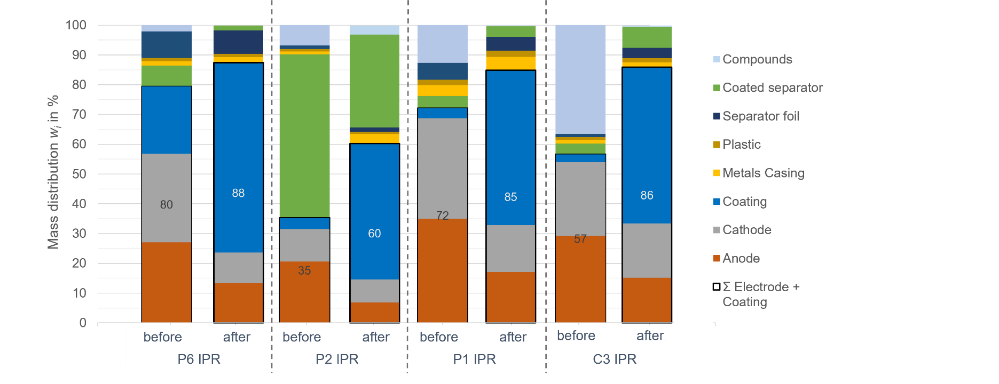 100
90
80
70
60
50
40
30
20
10
0
Mass distribution wi in %
80
88
35
60
72
85
57
86
before after before after before after before after
P6 IPR P2 IPR P1 IPR C3 IPR
Compounds
Coated separator
Separator foil
Plastic
Metals Casing
Coating
Cathode
Anode
Σ Electrode +
Coating